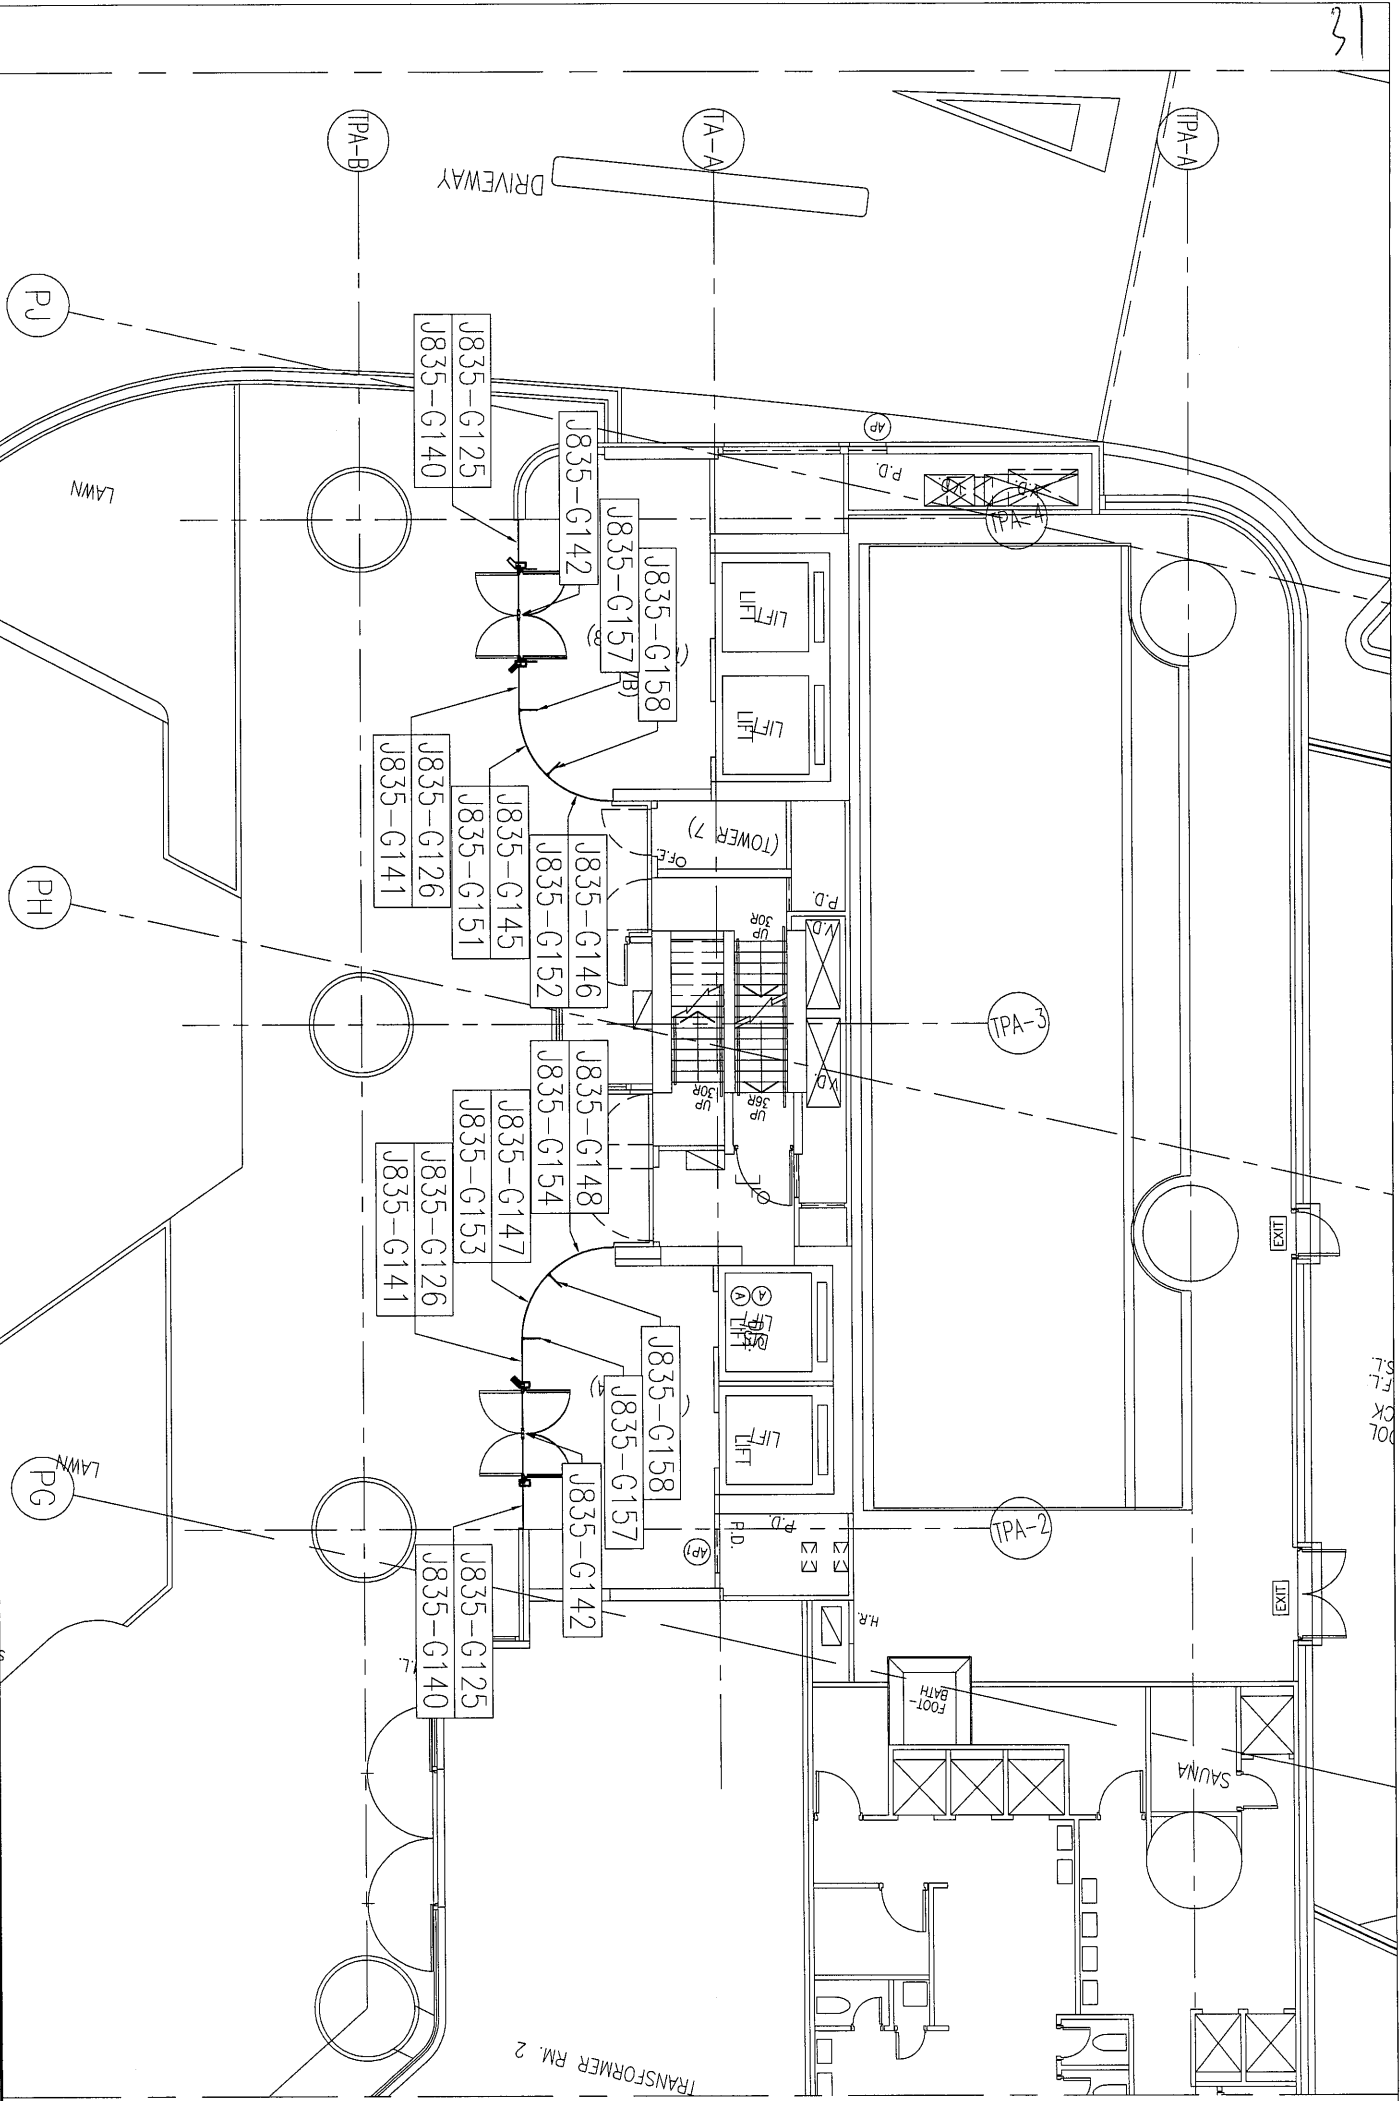 31
TPA-B
TA-A
TPA-A
DRIVEWAY
PJ
J835-G125
J835-G140
LAWN
J835-G142
J835-G157
J835-G158
AP
P.D.
V.D.
V.D.
TPA-4
LIFT
LIFT
LIFT
LIFT
J835-G126
J835-G141
J835-G145
J835-G151
J835-G146
J835-G152
(TOWER 7)
F.E.
P.D.
V.D.
UP
30R
PH
TPA-3
V.D.
UP
30R
UP
36R
J835-G148
J835-G154
J835-G147
J835-G153
J835-G126
J835-G141
EXIT
A
A
LIFT
LIFT
J835-G158
J835-G157
J835-G142
LIFT
LIFT
PG
LAWN
TPA-2
P.D.
P.D.
AP1
J835-G125
J835-G140
H.R.
EXIT
FOOT-
BATH
SAUNA
TRANSFORMER RM. 2